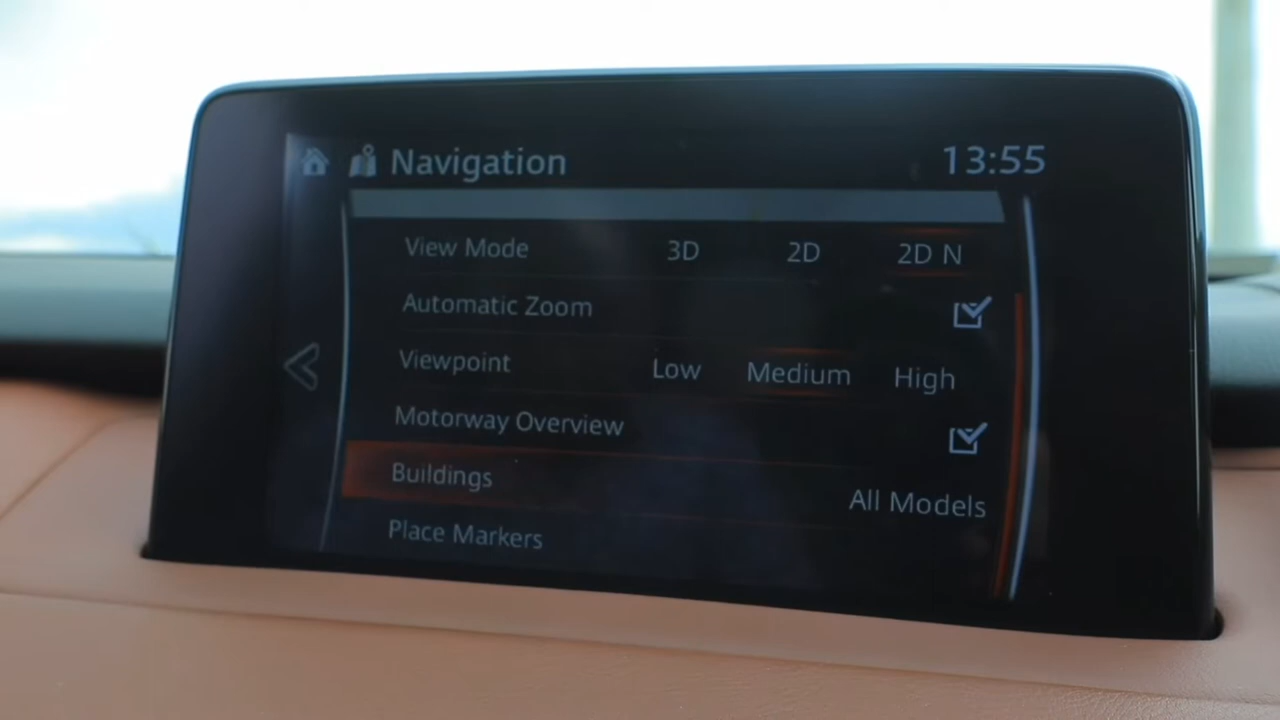 Navigation 13:55
View Mode 3D 2D 2D N
Automatic Zoom
Viewpoint Low Medium High
Motorway Overview
Buildings All Models
Place Markers